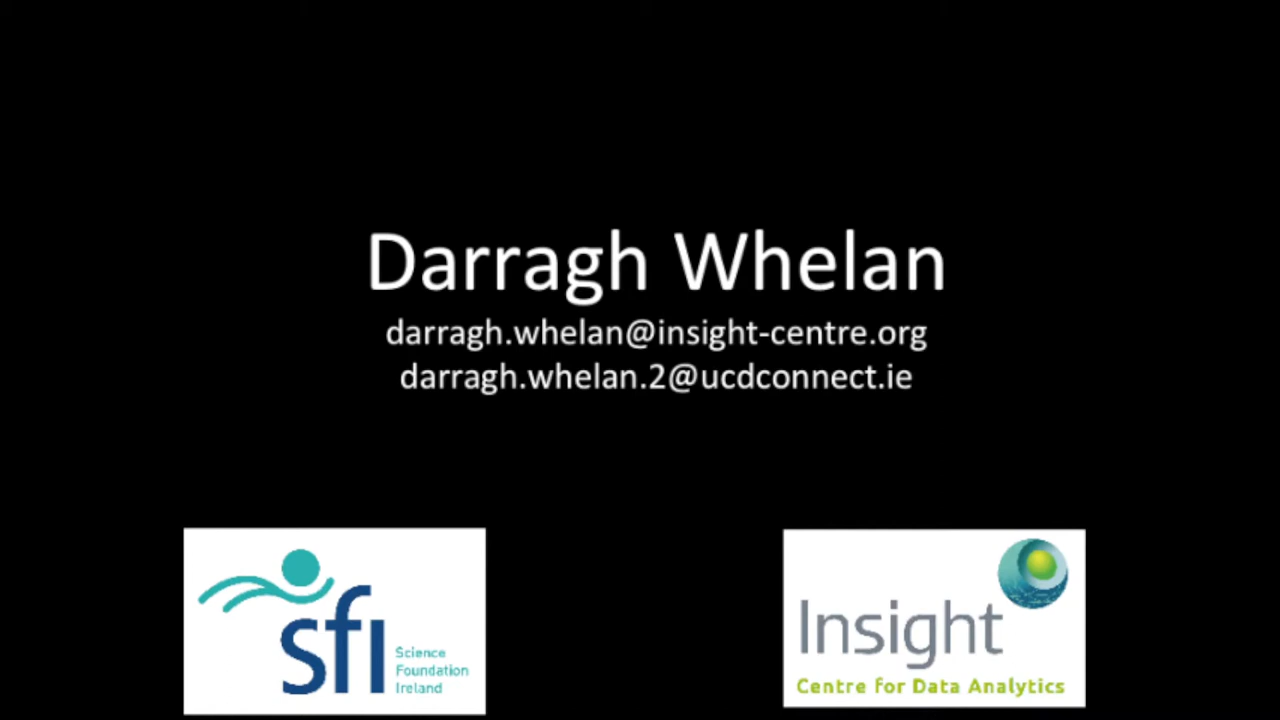 Darragh Whelan
darragh.whelan@insight-centre.org
darragh.whelan.2@ucdconnect.ie
sfi
Science
Foundation
Ireland
Insight
Centre for Data Analytics